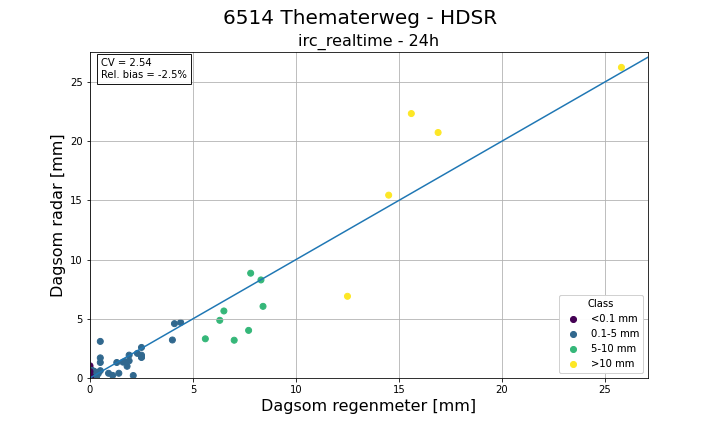 6514 Thematerweg - HDSR
irc_realtime - 24h
CV = 2.54
Rel. bias = -2.5%
Dagsom radar [mm]
25
20
15
10
5
0
0 5 10 15 20 25
Dagsom regenmeter [mm]
Class
<0.1 mm
0.1-5 mm
5-10 mm
>10 mm